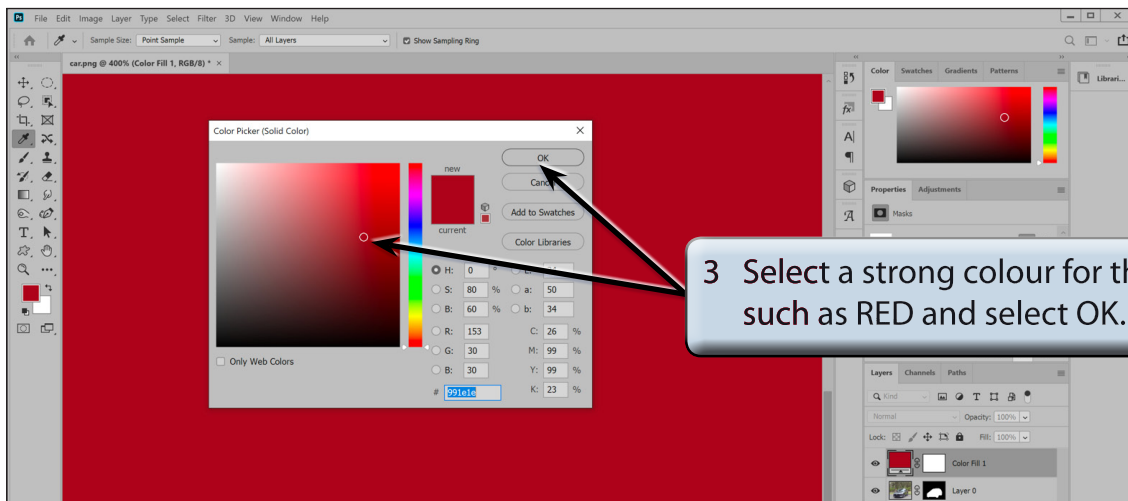 Ps File Edit Image Layer Type Select Filter 3D View Window Help
Sample Size: Point Sample Sample: All Layers Show Sampling Ring
car.png @ 400% (Color Fill 1, RGB/8) * ×
Color Swatches Gradients Patterns
Librari...
Color Picker (Solid Color)
new
current
OK
Add to Swatches
Color Libraries
H: 0 °
S: 80 % a: 50
B: 60 % b: 34
R: 153 C: 26 %
G: 30 M: 99 %
B: 30 Y: 99 %
# 991e1e K: 23 %
Only Web Colors
Properties Adjustments
Masks
3 Select a strong colour for th
such as RED and select OK.
Layers Channels Paths
Kind
Normal Opacity: 100%
Lock: Fill: 100%
Color Fill 1
Layer 0